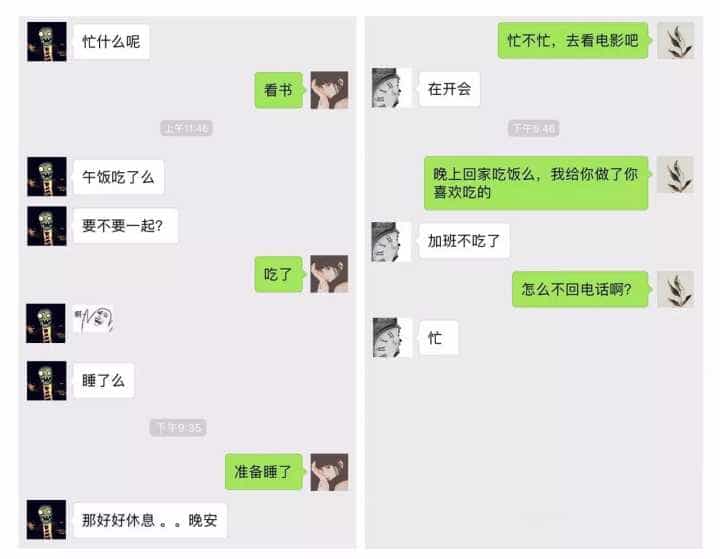 忙什么呢
看书
上午11:46
午饭吃了么
要不要一起?
吃了
啊
睡了么
下午9:35
准备睡了
那好好休息 。。晚安
忙不忙，去看电影吧
在开会
下午5:46
晚上回家吃饭么，我给你做了你
喜欢吃的
加班不吃了
怎么不回电话啊?
忙